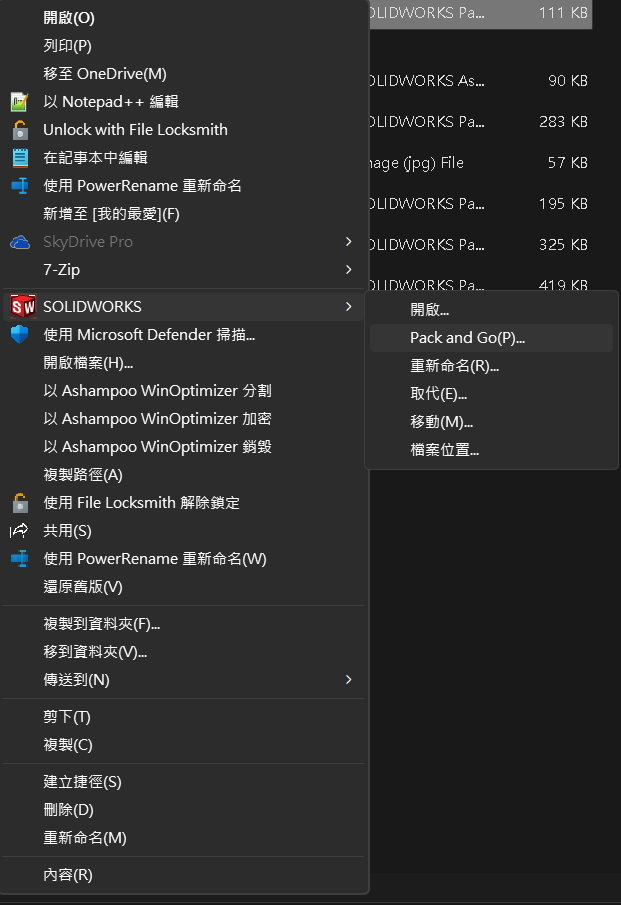 開啟(O)
列印(P)
移至 OneDrive(M)
以 Notepad++ 編輯
Unlock with File Locksmith
在記事本中編輯
使用 PowerRename 重新命名
新增至 [我的最愛](F)
SkyDrive Pro
7-Zip
SOLIDWORKS
使用 Microsoft Defender 掃描...
開啟檔案(H)...
以 Ashampoo WinOptimizer 分割
以 Ashampoo WinOptimizer 加密
以 Ashampoo WinOptimizer 銷毀
複製路徑(A)
使用 File Locksmith 解除鎖定
共用(S)
使用 PowerRename 重新命名(W)
還原舊版(V)
複製到資料夾(F)...
移到資料夾(V)...
傳送到(N)
剪下(T)
複製(C)
建立捷徑(S)
刪除(D)
重新命名(M)
內容(R)
OLIDWORKS Pa... 111 KB
OLIDWORKS As... 90 KB
OLIDWORKS Pa... 283 KB
nage (jpg) File 57 KB
OLIDWORKS Pa... 195 KB
OLIDWORKS Pa... 325 KB
OLIDWORKS Pa... 419 KB
開啟...
Pack and Go(P)...
重新命名(R)...
取代(E)...
移動(M)...
檔案位置...